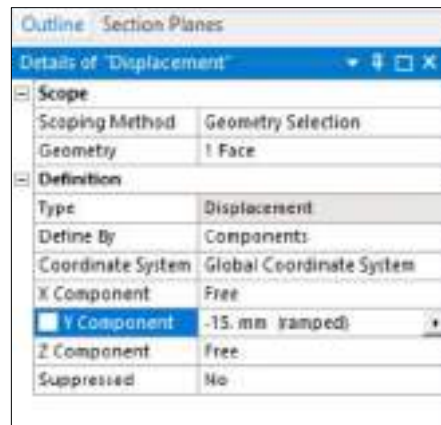 Outline Section Planes
Details of "Displacement"
Scope
Scoping Method Geometry Selection
Geometry 1 Face
Definition
Type Displacement
Define By Components
Coordinate System Global Coordinate System
X Component Free
Y Component -15. mm (ramped)
Z Component Free
Suppressed No